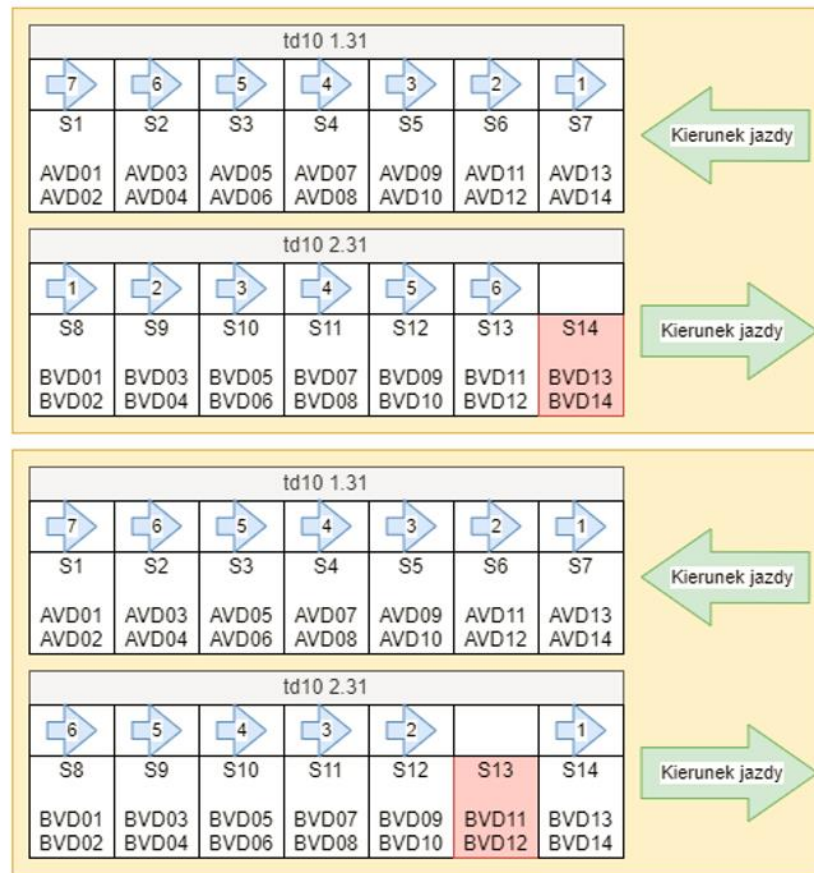 td10 1.31
7 6 5 4 3 2 1
S1 S2 S3 S4 S5 S6 S7
AVD01 AVD03 AVD05 AVD07 AVD09 AVD11 AVD13
AVD02 AVD04 AVD06 AVD08 AVD10 AVD12 AVD14
Kierunek jazdy
td10 2.31
1 2 3 4 5 6
S8 S9 S10 S11 S12 S13 S14
BVD01 BVD03 BVD05 BVD07 BVD09 BVD11 BVD13
BVD02 BVD04 BVD06 BVD08 BVD10 BVD12 BVD14
Kierunek jazdy
td10 1.31
7 6 5 4 3 2 1
S1 S2 S3 S4 S5 S6 S7
AVD01 AVD03 AVD05 AVD07 AVD09 AVD11 AVD13
AVD02 AVD04 AVD06 AVD08 AVD10 AVD12 AVD14
Kierunek jazdy
td10 2.31
6 5 4 3 2 1
S8 S9 S10 S11 S12 S13 S14
BVD01 BVD03 BVD05 BVD07 BVD09 BVD11 BVD13
BVD02 BVD04 BVD06 BVD08 BVD10 BVD12 BVD14
Kierunek jazdy